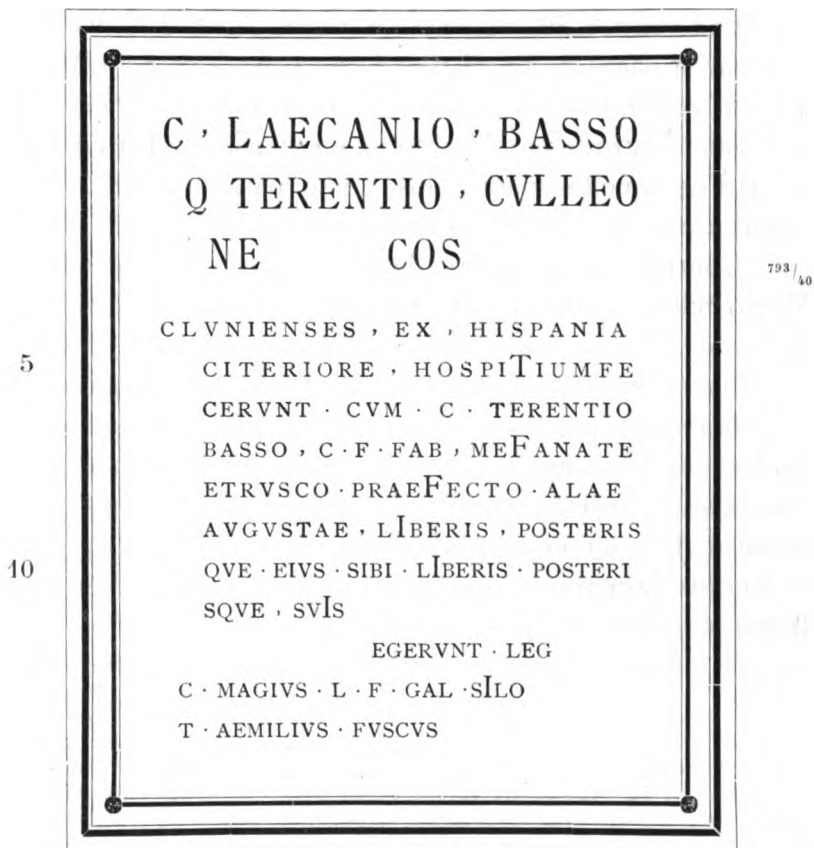 C , LAECANIO , BASSO
Q TERENTIO , CVLLEO
NE COS
793/40
CLVNIENSES , EX , HISPANIA
5
CITERIORE , HOSPITIUMFE
CERVNT · CVM · C · TERENTIO
BASSO , C · F · FAB , MEFANATE
ETRVSCO · PRAEFECTO · ALAE
AVGVSTAE , LIBERIS , POSTERIS
10
QVE · EIVS · SIBI · LIBERIS · POSTERI
SQVE , SVIS
EGERVNT · LEG
C · MAGIVS · L · F · GAL · SILO
T · AEMILIVS · FVSCVS